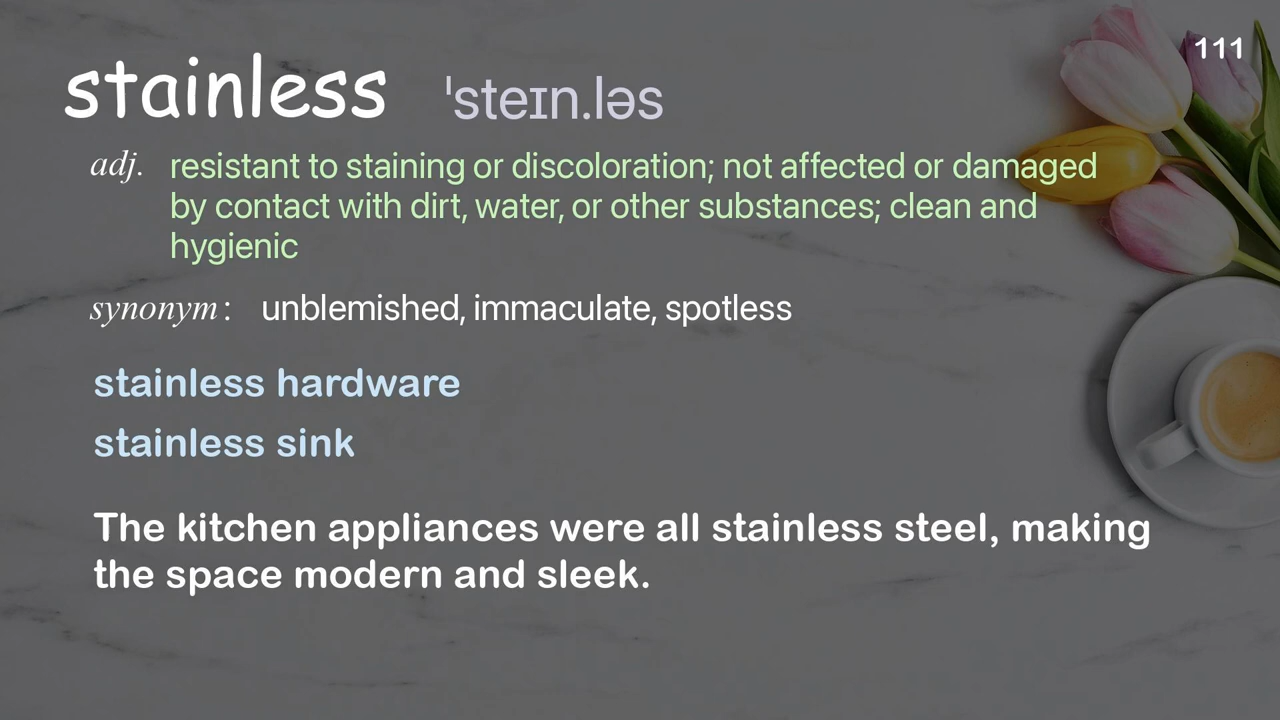 111
stainless ˈsteɪn.ləs
adj. resistant to staining or discoloration; not affected or damaged
by contact with dirt, water, or other substances; clean and
hygienic
synonym: unblemished, immaculate, spotless
stainless hardware
stainless sink
The kitchen appliances were all stainless steel, making
the space modern and sleek.